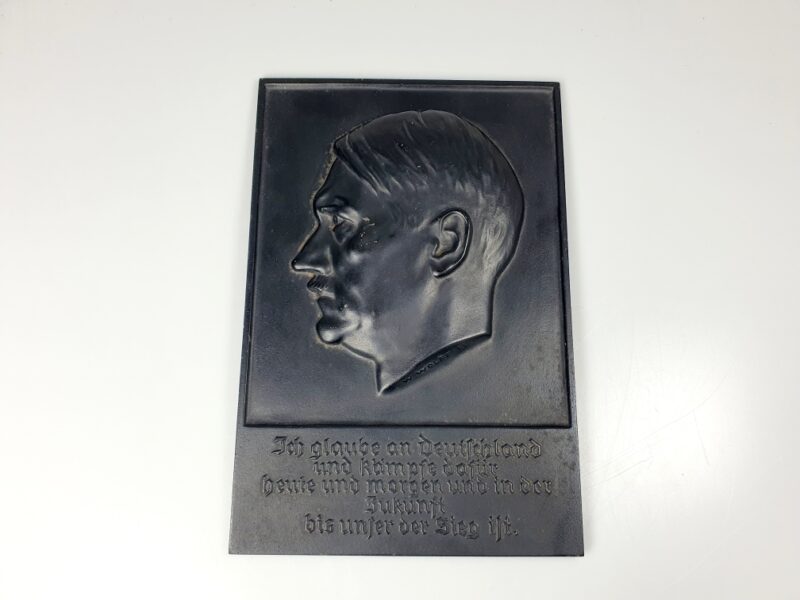 Ich glaube an Deutschland
und kämpfe dafür
heute und morgen und in der
Zukunft
bis unser der Sieg ist.